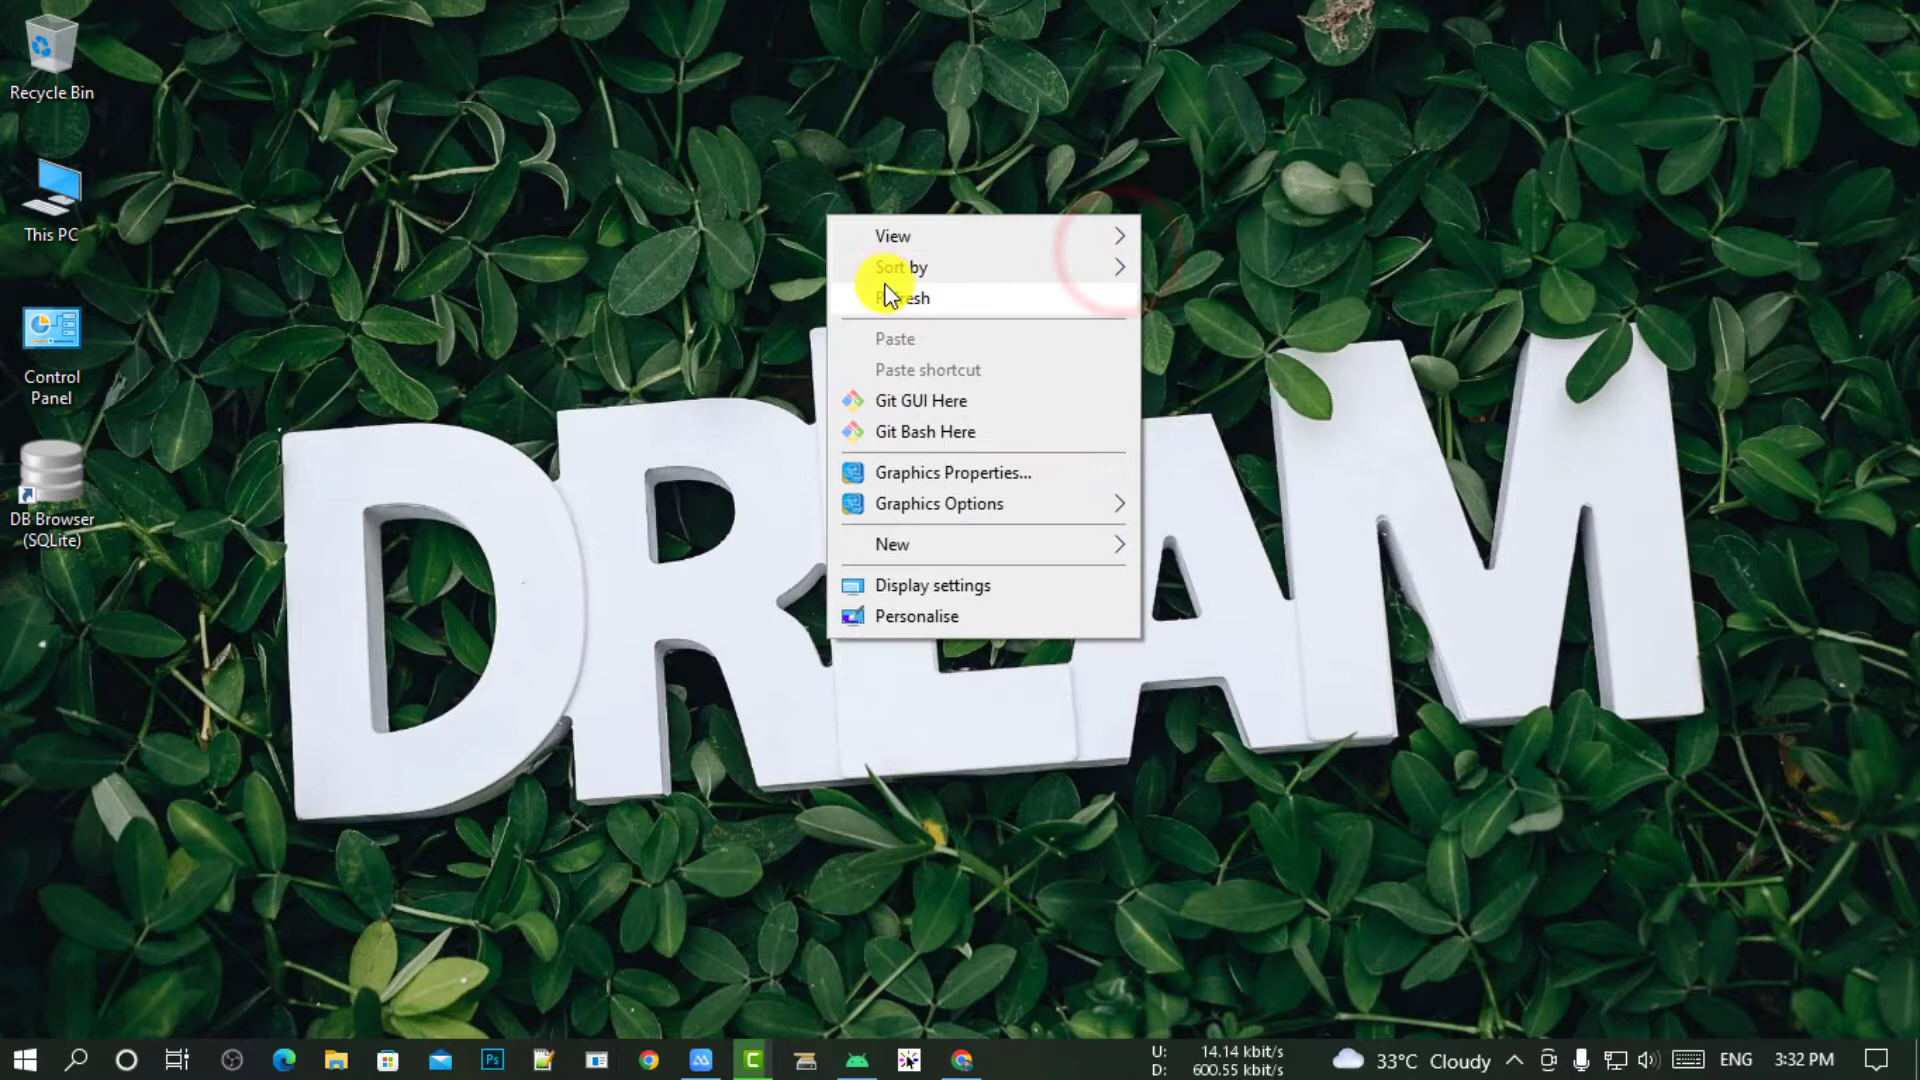 Recycle Bin
This PC
Control
Panel
DB Browser
(SQLite)
View
Sort by
Refresh
Paste
Paste shortcut
Git GUI Here
Git Bash Here
Graphics Properties...
Graphics Options
New
Display settings
Personalise
DREAM
Ps
C
U: 14.14 kbit/s
D: 600.55 kbit/s
33°C Cloudy
ENG
3:32 PM